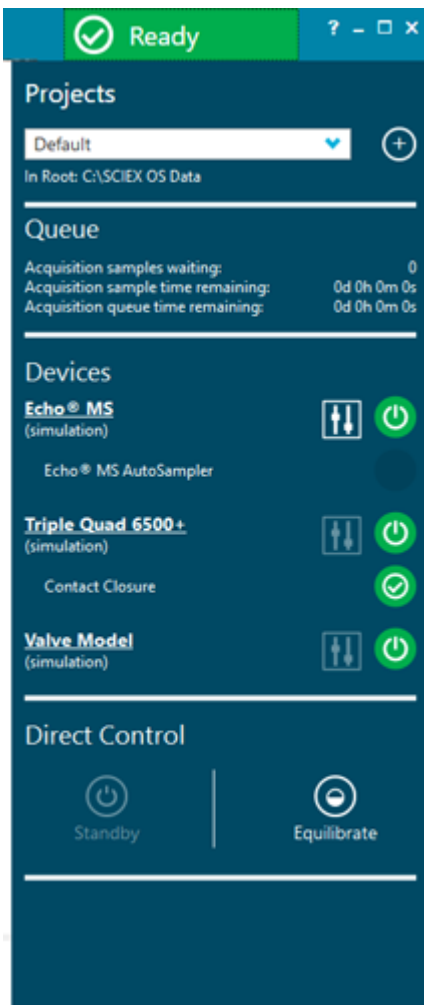 Ready
? – □ ×
Projects
Default
In Root: C:\SCIEX OS Data
Queue
Acquisition samples waiting: 0
Acquisition sample time remaining: 0d 0h 0m 0s
Acquisition queue time remaining: 0d 0h 0m 0s
Devices
Echo® MS
(simulation)
Echo® MS AutoSampler
Triple Quad 6500+
(simulation)
Contact Closure
Valve Model
(simulation)
Direct Control
Standby Equilibrate